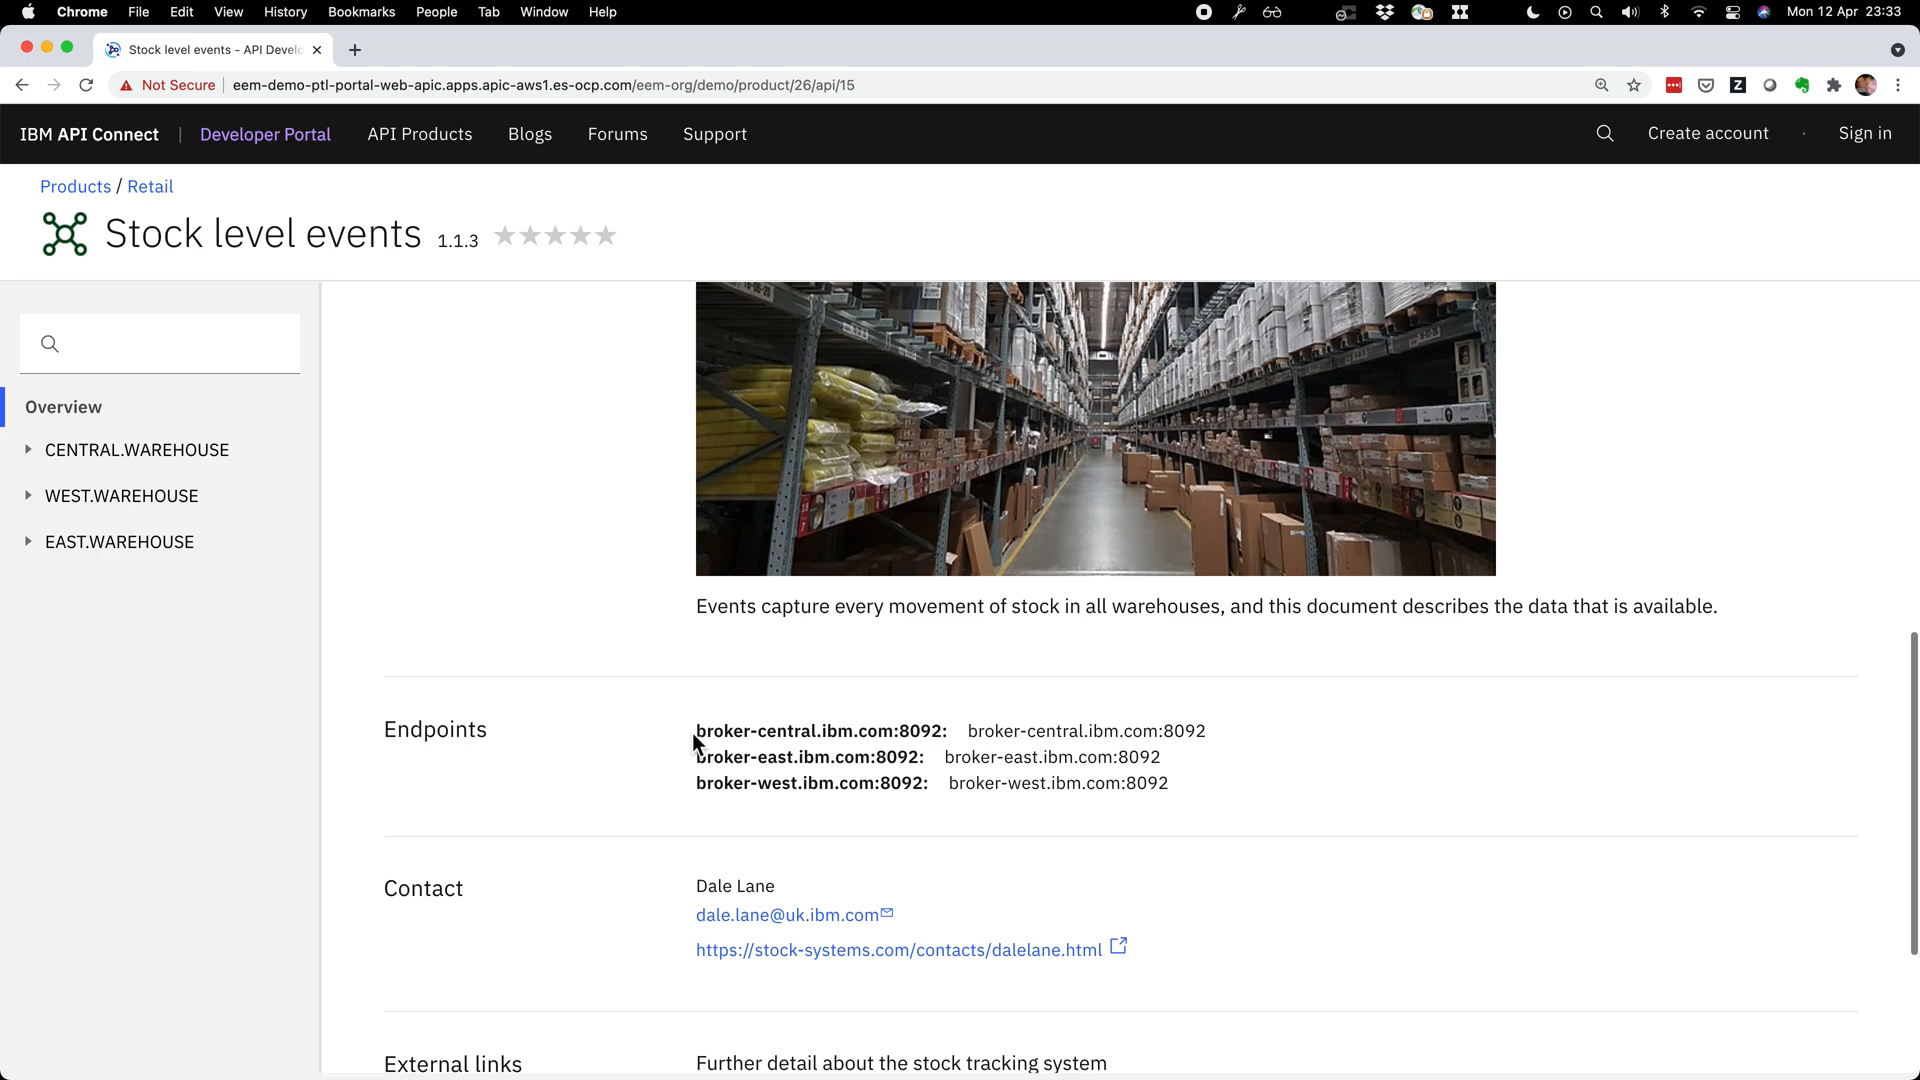 Chrome File Edit View History Bookmarks People Tab Window Help Mon 12 Apr 23:33
Stock level events - API Develo
Not Secure eem-demo-ptl-portal-web-apic.apps.apic-aws1.es-ocp.com/eem-org/demo/product/26/api/15
IBM API Connect | Developer Portal API Products Blogs Forums Support Create account · Sign in
Products / Retail
Stock level events 1.1.3
Overview
CENTRAL.WAREHOUSE
WEST.WAREHOUSE
EAST.WAREHOUSE
Events capture every movement of stock in all warehouses, and this document describes the data that is available.
Endpoints
broker-central.ibm.com:8092: broker-central.ibm.com:8092
broker-east.ibm.com:8092: broker-east.ibm.com:8092
broker-west.ibm.com:8092: broker-west.ibm.com:8092
Contact
Dale Lane
dale.lane@uk.ibm.com
https://stock-systems.com/contacts/dalelane.html
External links
Further detail about the stock tracking system